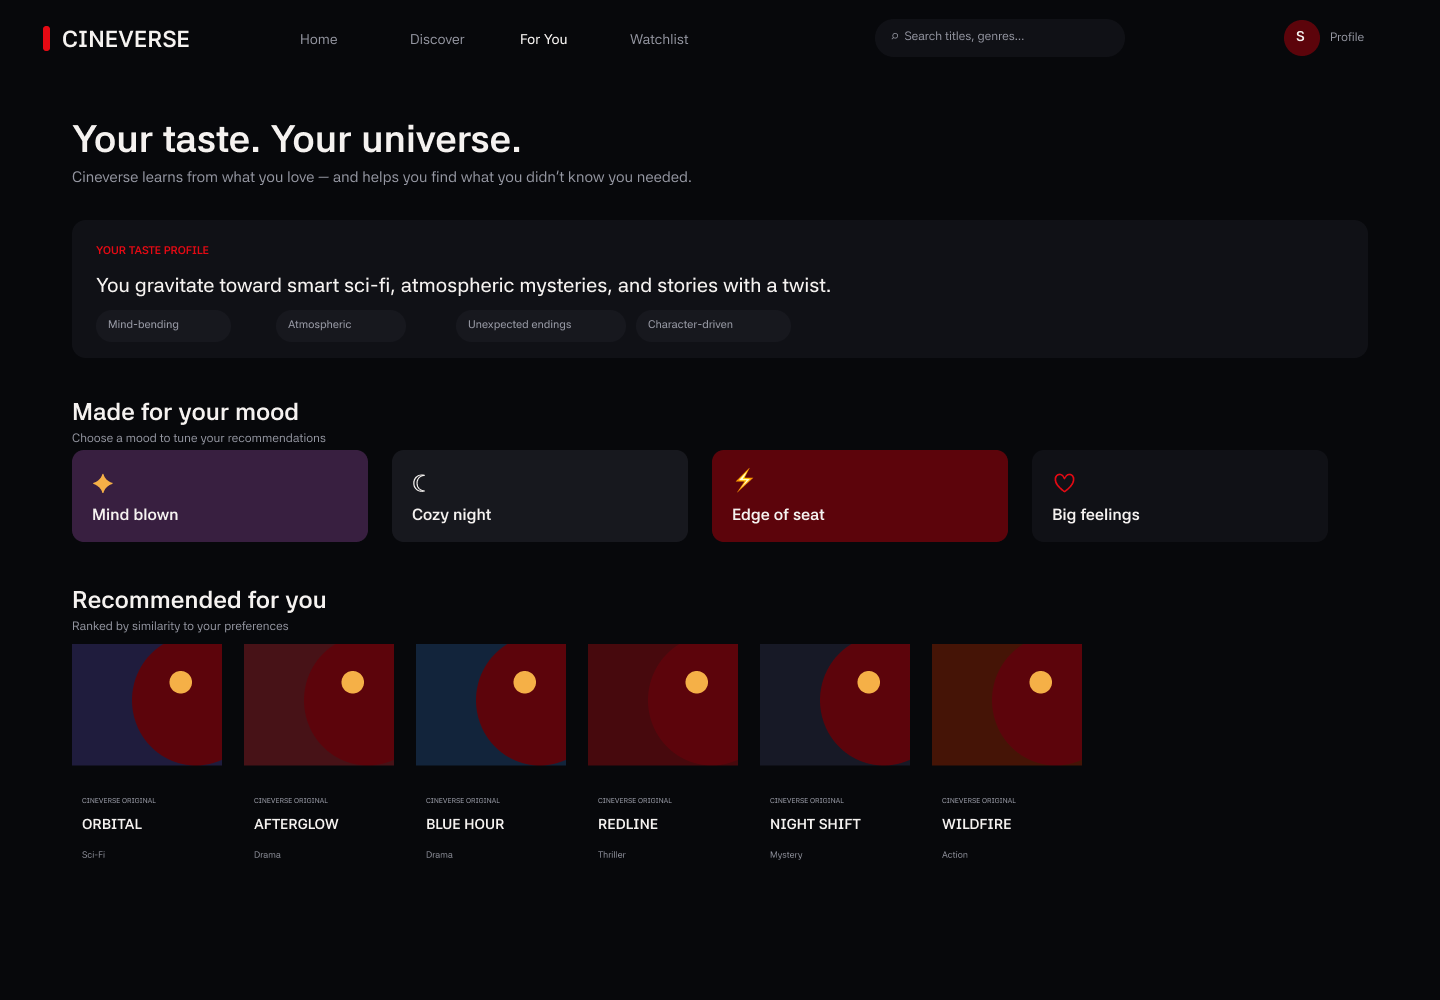 CINEVERSE
Home Discover For You Watchlist
⌕ Search titles, genres...
S Profile
Your taste. Your universe.
Cineverse learns from what you love — and helps you find what you didn’t know you needed.
YOUR TASTE PROFILE
You gravitate toward smart sci-fi, atmospheric mysteries, and stories with a twist.
Mind-bending Atmospheric Unexpected endings Character-driven
Made for your mood
Choose a mood to tune your recommendations
Mind blown Cozy night Edge of seat Big feelings
Recommended for you
Ranked by similarity to your preferences
CINEVERSE ORIGINAL CINEVERSE ORIGINAL CINEVERSE ORIGINAL CINEVERSE ORIGINAL CINEVERSE ORIGINAL CINEVERSE ORIGINAL
ORBITAL AFTERGLOW BLUE HOUR REDLINE NIGHT SHIFT WILDFIRE
Sci-Fi Drama Drama Thriller Mystery Action